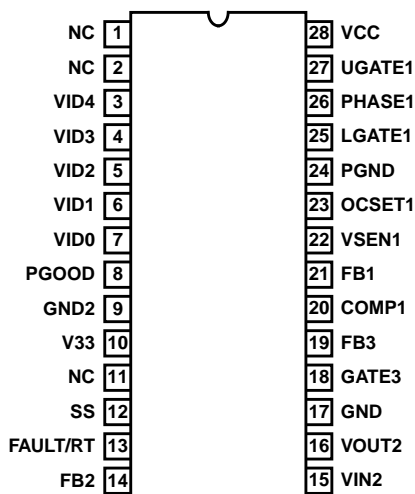 NC 1 28 VCC
NC 2 27 UGATE1
VID4 3 26 PHASE1
VID3 4 25 LGATE1
VID2 5 24 PGND
VID1 6 23 OCSET1
VID0 7 22 VSEN1
PGOOD 8 21 FB1
GND2 9 20 COMP1
V33 10 19 FB3
NC 11 18 GATE3
SS 12 17 GND
FAULT/RT 13 16 VOUT2
FB2 14 15 VIN2